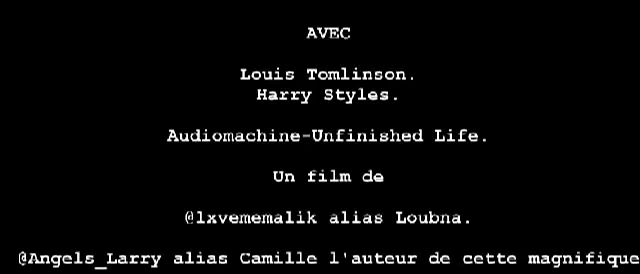 AVEC
Louis Tomlinson.
Harry Styles.
Audiomachine-Unfinished Life.
Un film de
@lxvememalik alias Loubna.
@Angels_Larry alias Camille l'auteur de cette magnifique